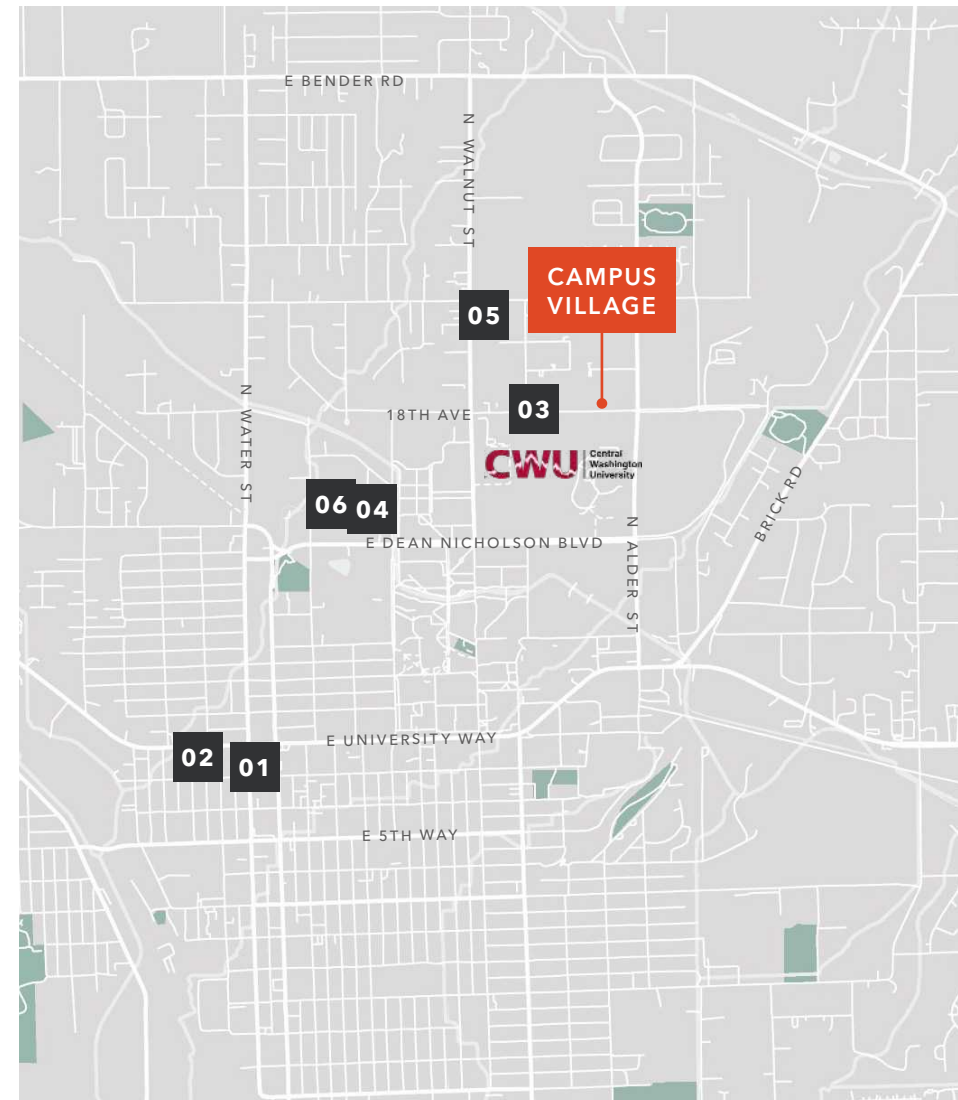 E BENDER RD
N WALNUT ST
CAMPUS
VILLAGE
05
N WATER ST
18TH AVE
03
CWU
Central
Washington
University
BRICK RD
06
04
E DEAN NICHOLSON BLVD
N ALDER ST
02
01
E UNIVERSITY WAY
E 5TH WAY